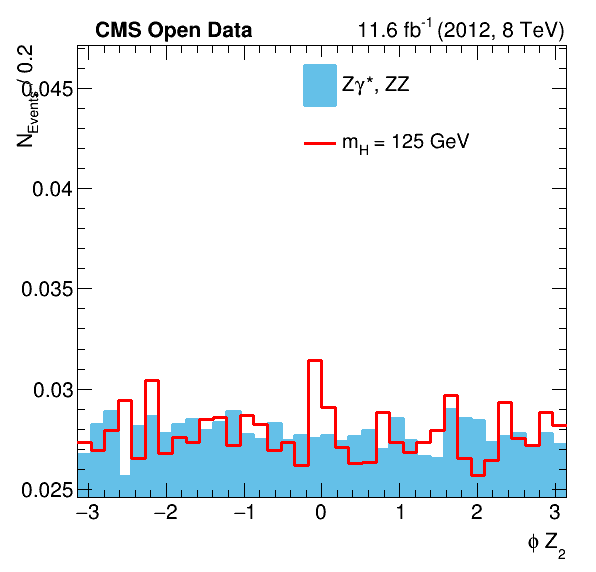 CMS Open Data 11.6 fb⁻¹ (2012, 8 TeV)
N_Events / 0.2
Zγ*, ZZ
m_H = 125 GeV
0.045
0.04
0.035
0.03
0.025
−3 −2 −1 0 1 2 3
ϕ Z₂